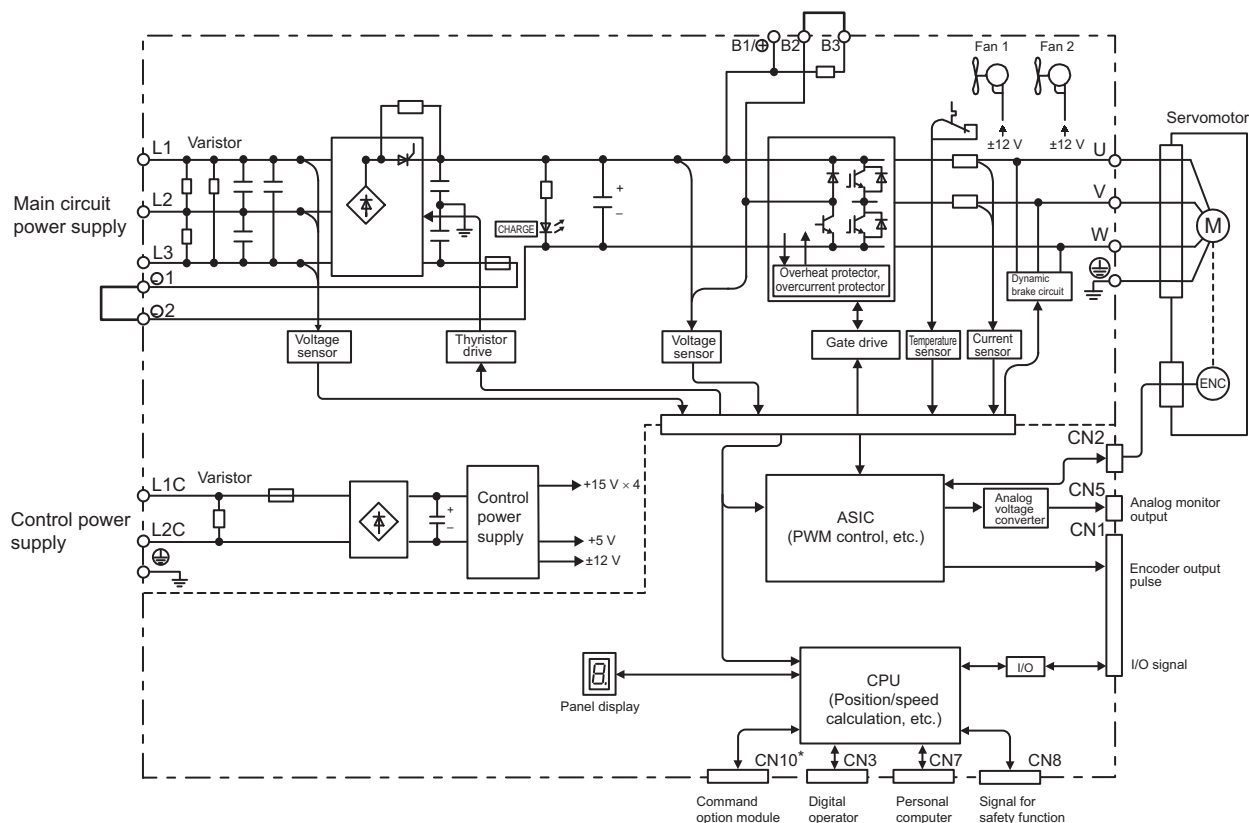 B1/⊕ B2 B3
Fan 1 Fan 2
±12 V ±12 V
Servomotor
L1 Varistor
U
Main circuit
power supply
L2
V
+
–
CHARGE
W
M
L3
⊖1
⊖2
Overheat protector,
overcurrent protector
Dynamic
brake circuit
Voltage
sensor
Thyristor
drive
Voltage
sensor
Gate drive
Temperature
sensor
Current
sensor
ENC
CN2
L1C Varistor
Control power
supply
L2C
+
–
Control
power
supply
+15 V × 4
+5 V
±12 V
ASIC
(PWM control, etc.)
Analog
voltage
converter
CN5
Analog monitor
output
CN1
Encoder output
pulse
I/O
I/O signal
8.
Panel display
CPU
(Position/speed
calculation, etc.)
CN10* CN3 CN7 CN8
Command
option module
Digital
operator
Personal
computer
Signal for
safety function